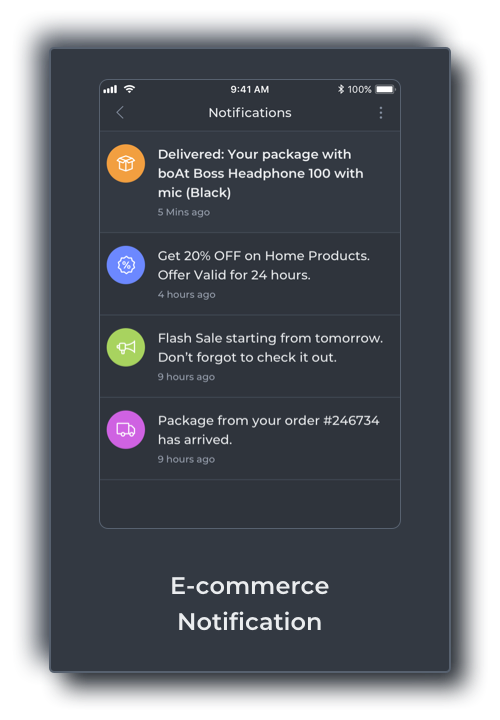 9:41 AM
100%
Notifications
Delivered: Your package with
boAt Boss Headphone 100 with
mic (Black)
5 Mins ago
Get 20% OFF on Home Products.
Offer Valid for 24 hours.
4 hours ago
Flash Sale starting from tomorrow.
Don’t forgot to check it out.
9 hours ago
Package from your order #246734
has arrived.
9 hours ago
E-commerce
Notification